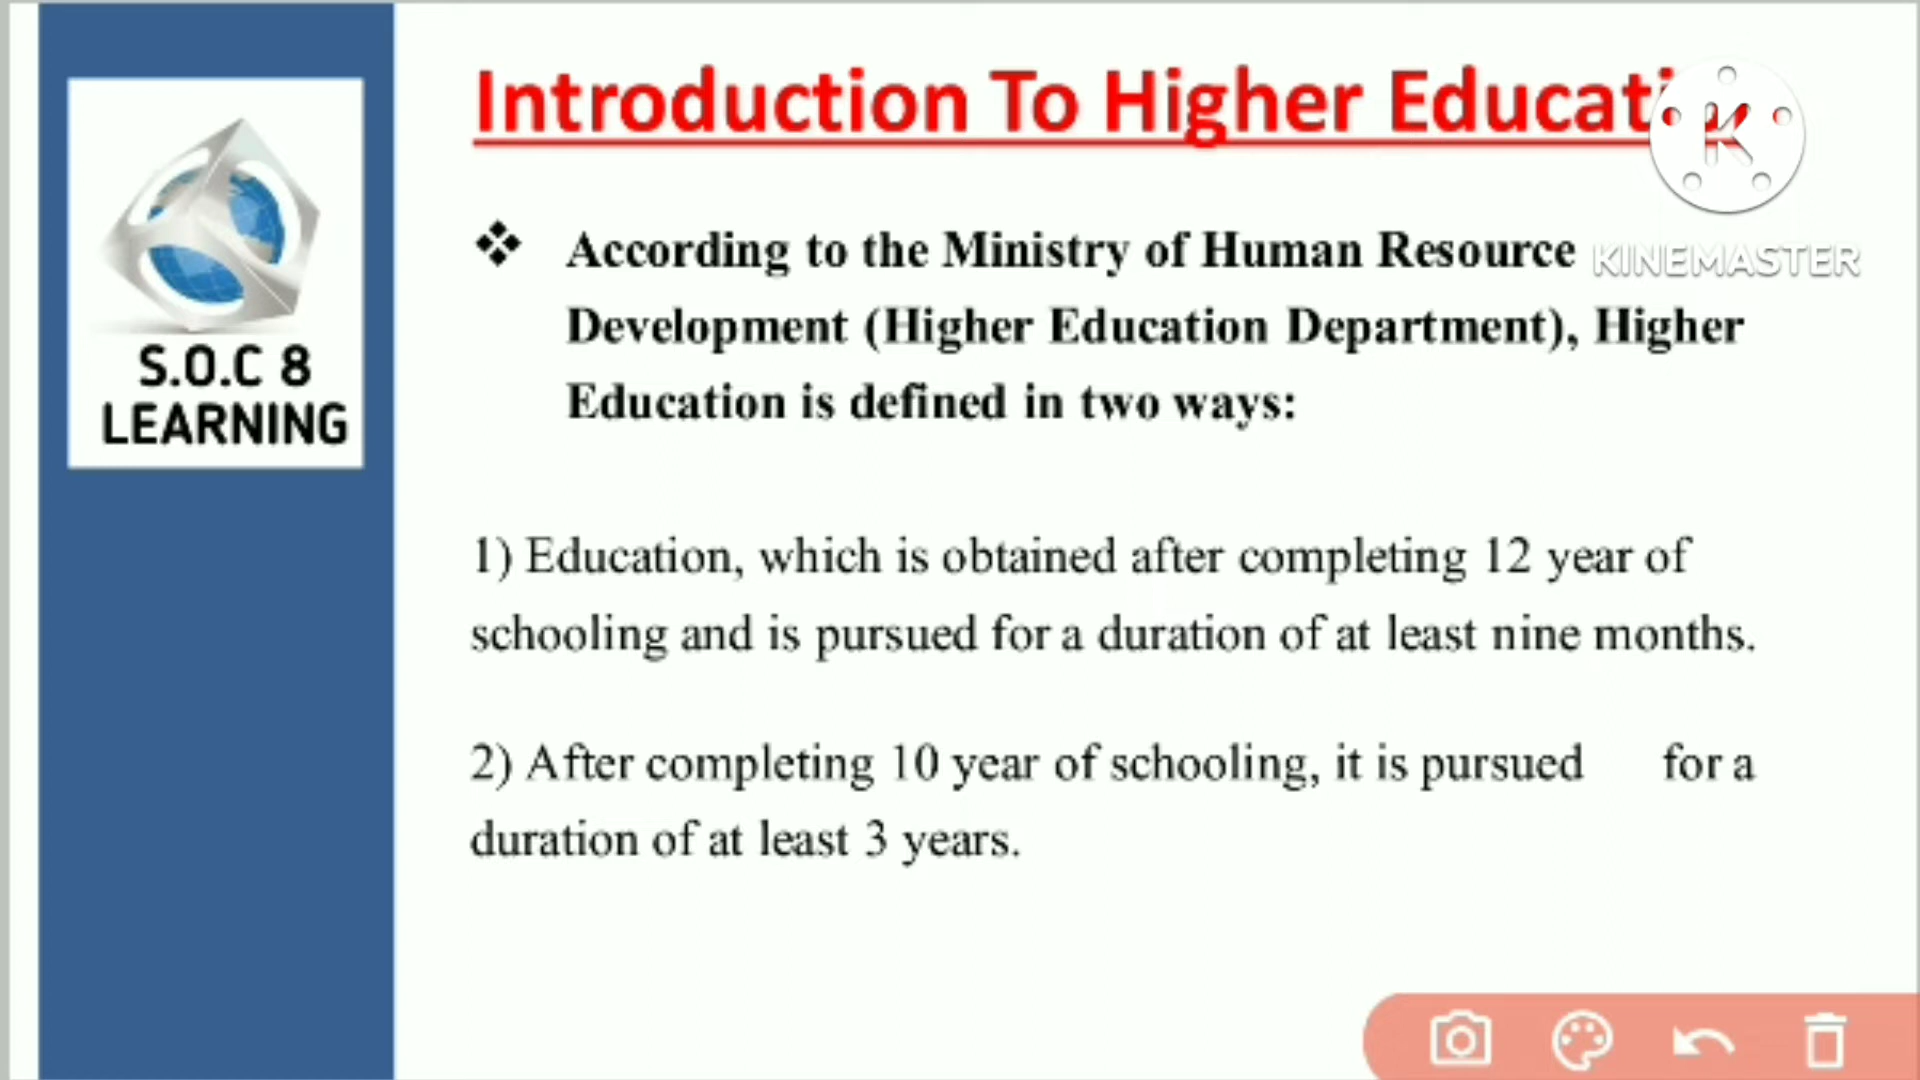 Introduction To Higher
S.O.C 8
LEARNING
❖ According to the Ministry of Human Resource
Development (Higher Education Department), Higher
Education is defined in two ways:
1) Education, which is obtained after completing 12 year of
schooling and is pursued for a duration of at least nine months.
2) After completing 10 year of schooling, it is pursued for a
duration of at least 3 years.
K
KINEMASTER